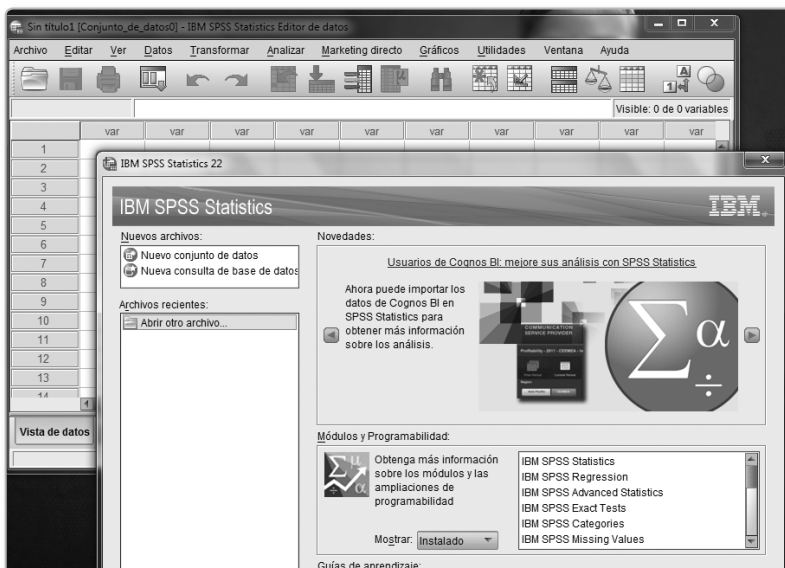 Sin título1 [Conjunto_de_datos0] - IBM SPSS Statistics Editor de datos
Archivo Editar Ver Datos Transformar Analizar Marketing directo Gráficos Utilidades Ventana Ayuda
Visible: 0 de 0 variables
var var var var var var var var var var
1
2
3
4
5
6
7
8
9
10
11
12
13
14
Vista de datos
IBM SPSS Statistics 22
IBM SPSS Statistics
IBM
Nuevos archivos:
Nuevo conjunto de datos
Nueva consulta de base de datos
Archivos recientes:
Abrir otro archivo...
Novedades:
Usuarios de Cognos BI: mejore sus análisis con SPSS Statistics
Ahora puede importar los
datos de Cognos BI en
SPSS Statistics para
obtener más información
sobre los análisis.
COMMUNICATION
SERVICE PROVIDER
Σ α ÷
Módulos y Programabilidad:
Obtenga más información
sobre los módulos y las
ampliaciones de
programabilidad
Mostrar: Instalado
IBM SPSS Statistics
IBM SPSS Regression
IBM SPSS Advanced Statistics
IBM SPSS Exact Tests
IBM SPSS Categories
IBM SPSS Missing Values
Guías de aprendizaje: